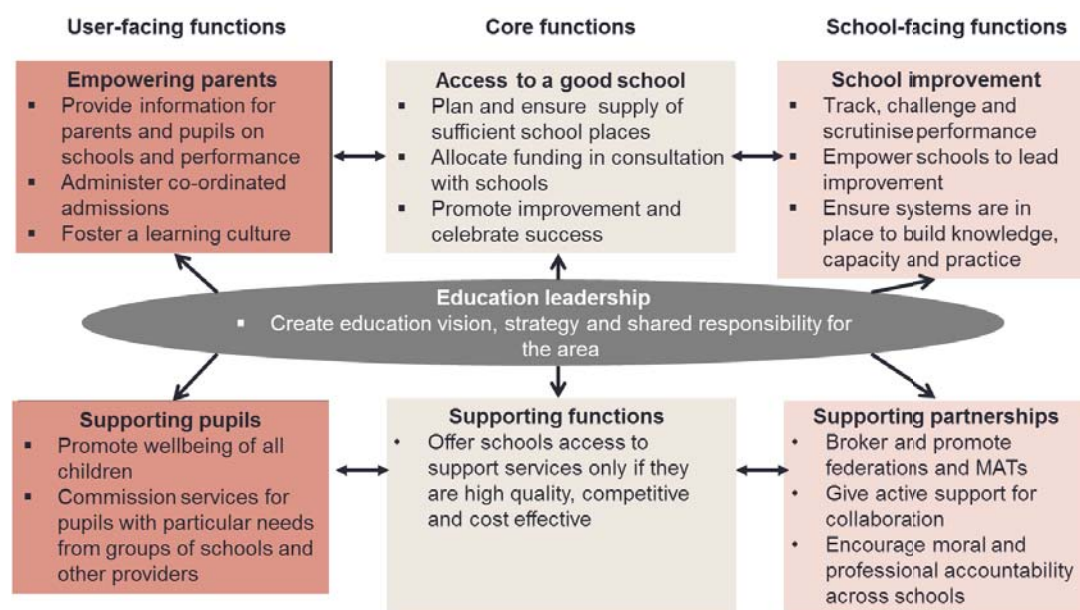 User-facing functions
Core functions
School-facing functions
Empowering parents
▪ Provide information for
parents and pupils on
schools and performance
▪ Administer co-ordinated
admissions
▪ Foster a learning culture
Access to a good school
▪ Plan and ensure supply of
sufficient school places
▪ Allocate funding in consultation
with schools
▪ Promote improvement and
celebrate success
School improvement
▪ Track, challenge and
scrutinise performance
▪ Empower schools to lead
improvement
▪ Ensure systems are in
place to build knowledge,
capacity and practice
Education leadership
▪ Create education vision, strategy and shared responsibility for
the area
Supporting pupils
▪ Promote wellbeing of all
children
▪ Commission services for
pupils with particular needs
from groups of schools and
other providers
Supporting functions
• Offer schools access to
support services only if they
are high quality, competitive
and cost effective
Supporting partnerships
• Broker and promote
federations and MATs
• Give active support for
collaboration
• Encourage moral and
professional accountability
across schools